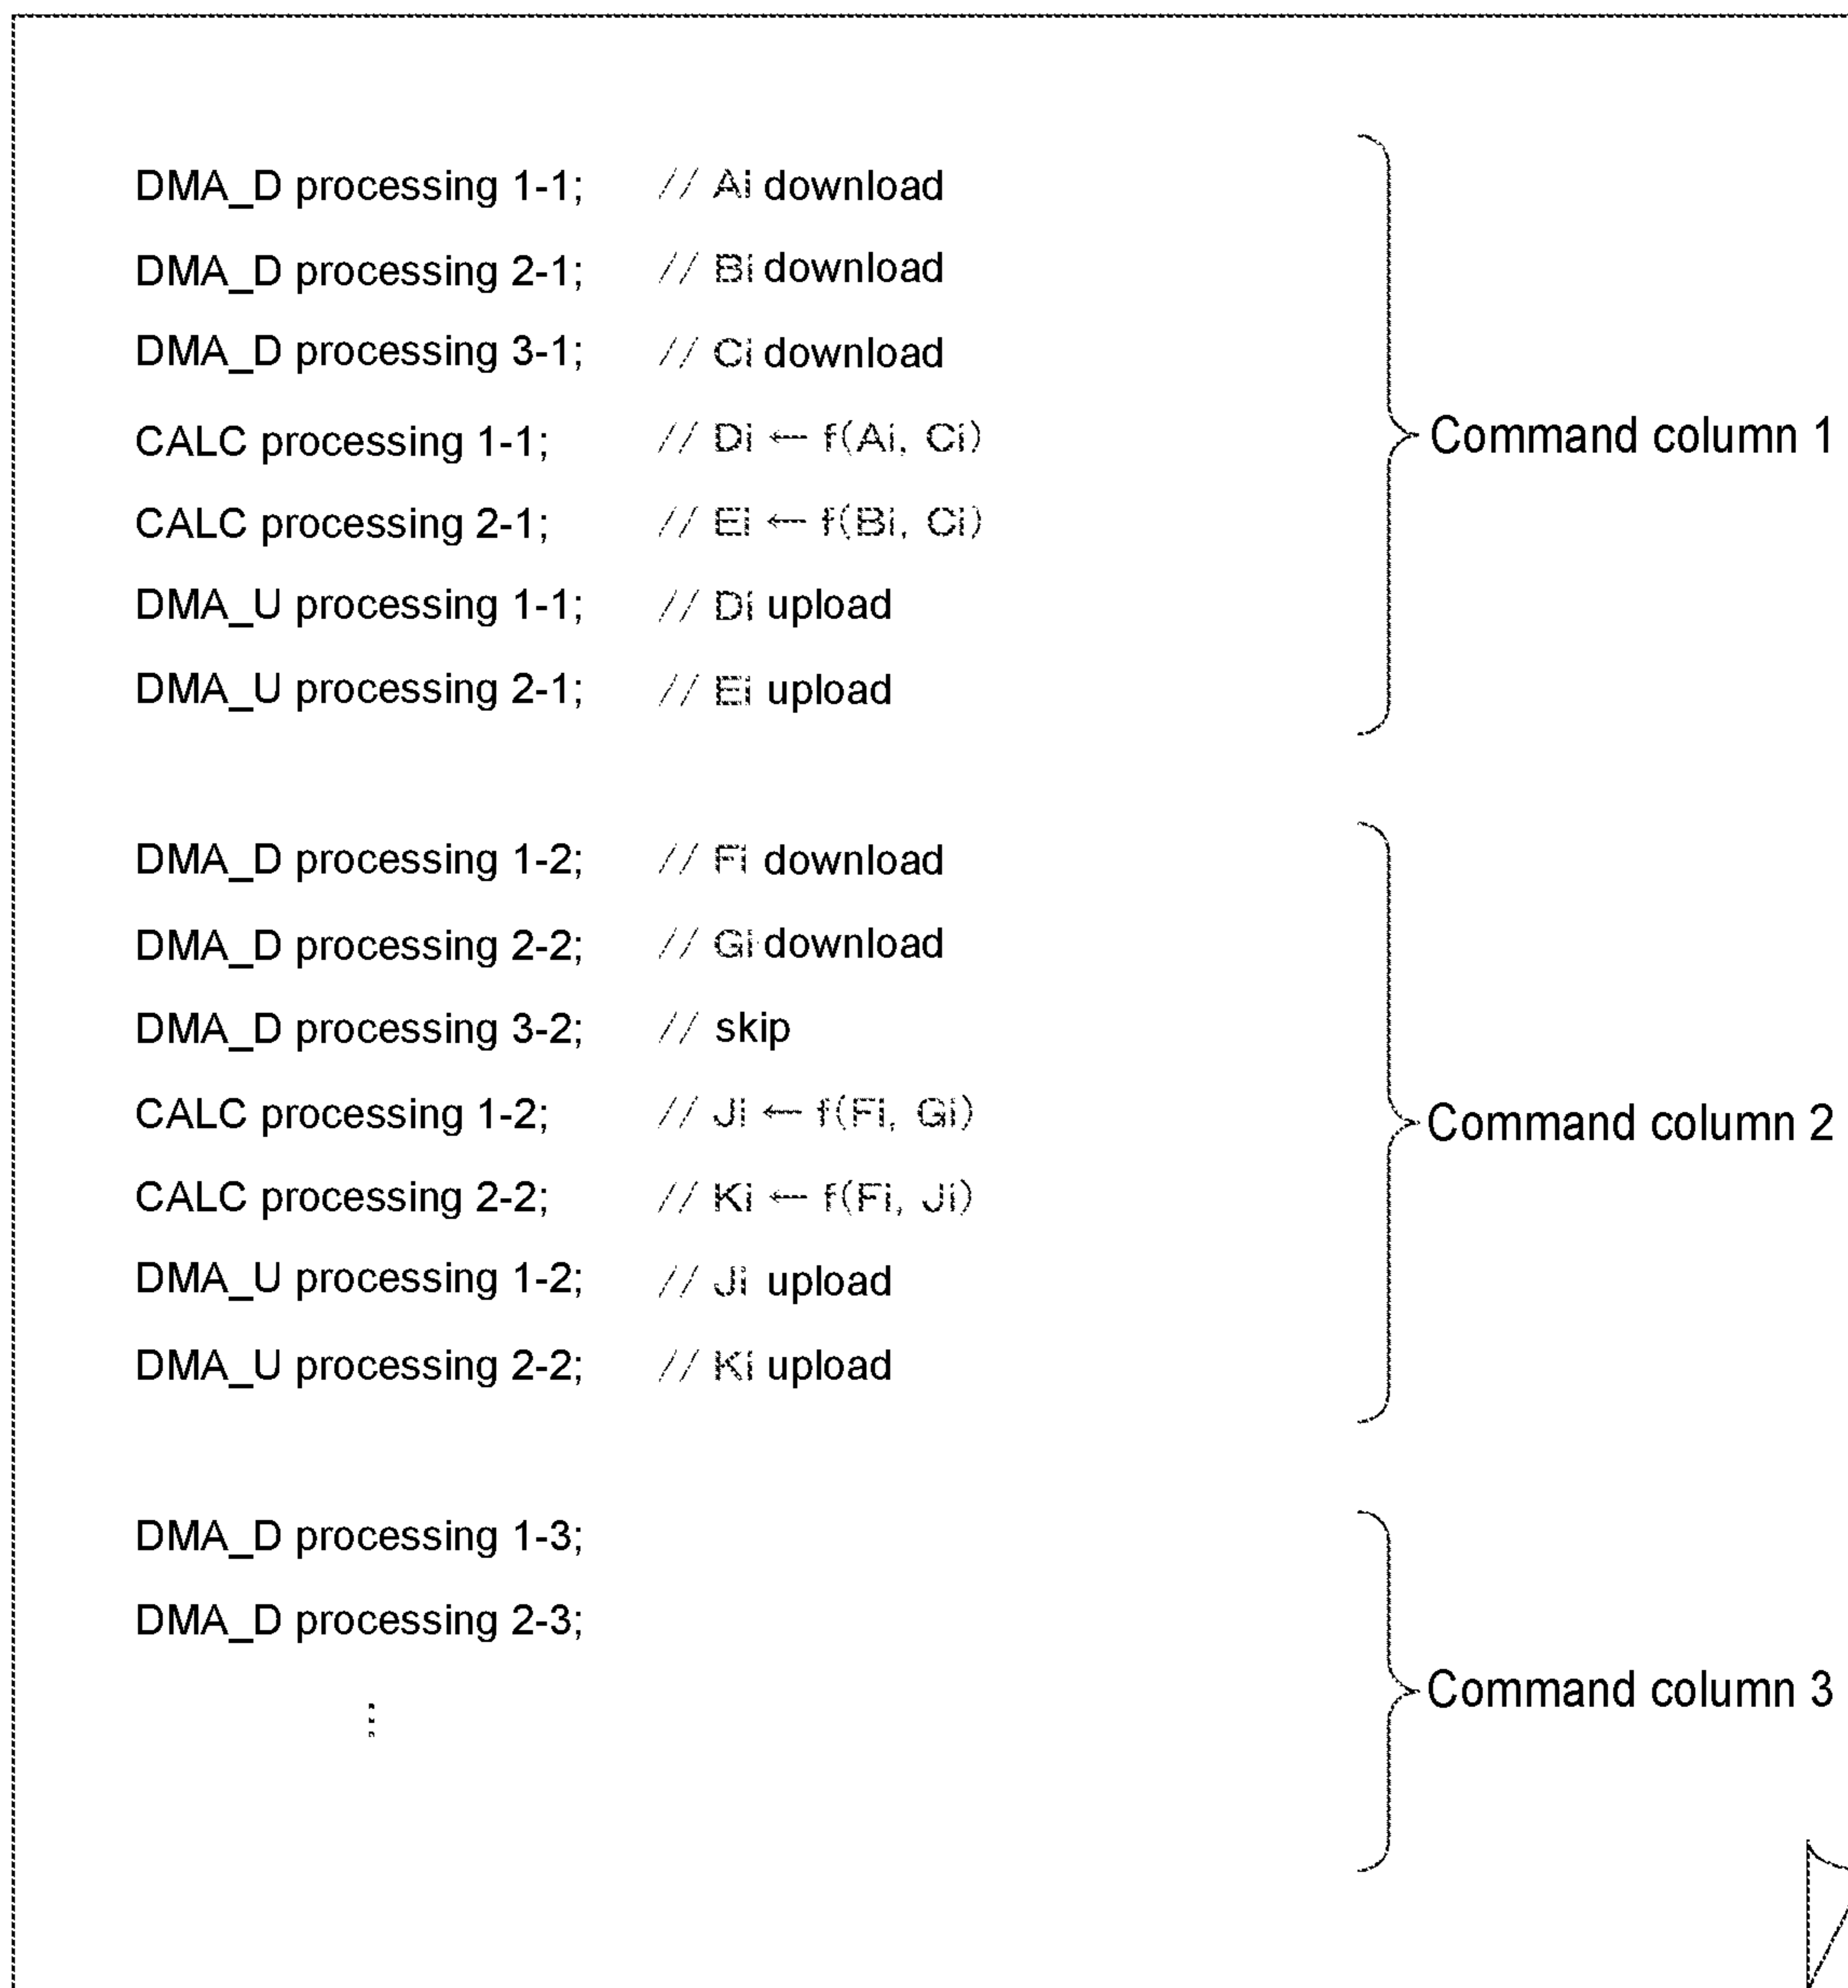 DMA_D processing 1-1; // Ai download
DMA_D processing 2-1; // Bi download
DMA_D processing 3-1; // Ci download
CALC processing 1-1; // Di ← f(Ai, Ci)
Command column 1
CALC processing 2-1; // Ei ← f(Bi, Ci)
DMA_U processing 1-1; // Di upload
DMA_U processing 2-1; // Ei upload
DMA_D processing 1-2; // Fi download
DMA_D processing 2-2; // Gi download
DMA_D processing 3-2; // skip
CALC processing 1-2; // Ji ← f(Fi, Gi)
Command column 2
CALC processing 2-2; // Ki ← f(Fi, Ji)
DMA_U processing 1-2; // Ji upload
DMA_U processing 2-2; // Ki upload
DMA_D processing 1-3;
DMA_D processing 2-3;
Command column 3
⋮